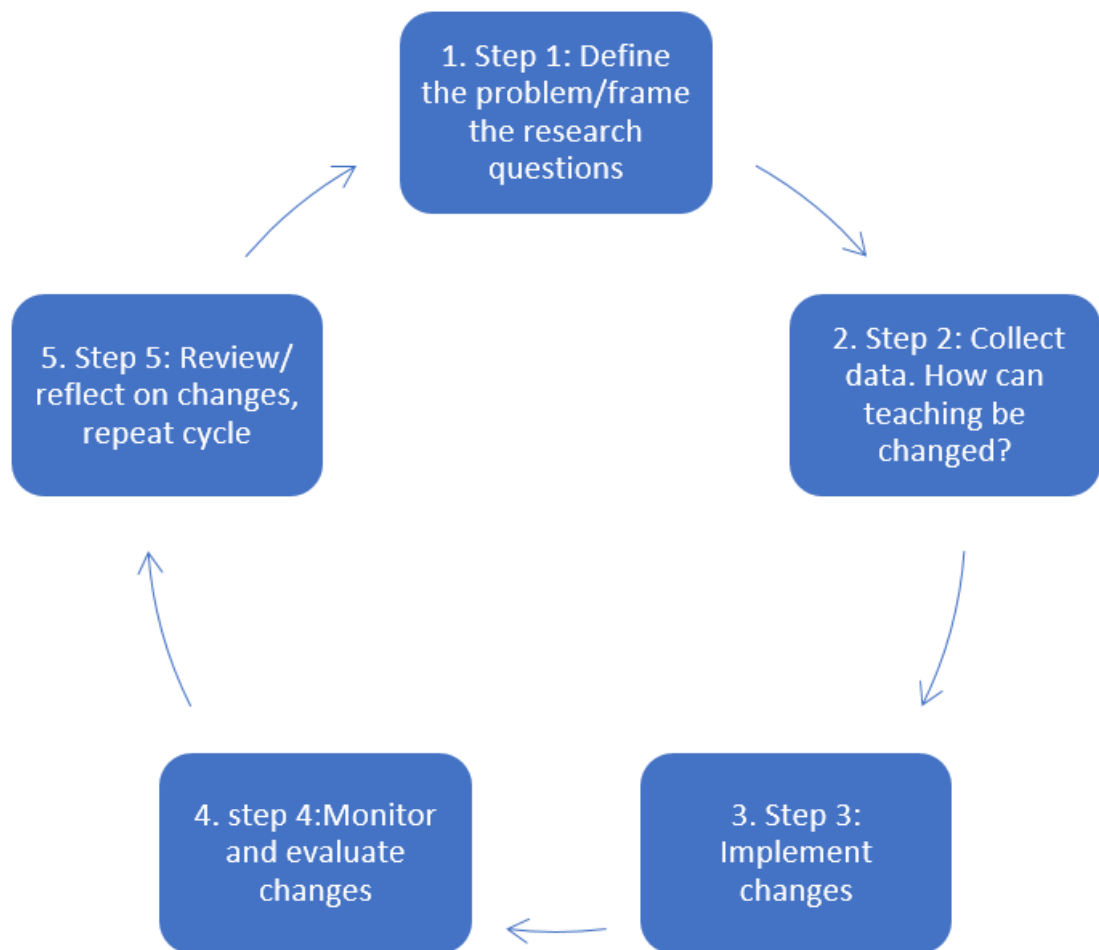 1. Step 1: Define
the problem/frame
the research
questions
2. Step 2: Collect
data. How can
teaching be
changed?
3. Step 3:
Implement
changes
4. step 4:Monitor
and evaluate
changes
5. Step 5: Review/
reflect on changes,
repeat cycle